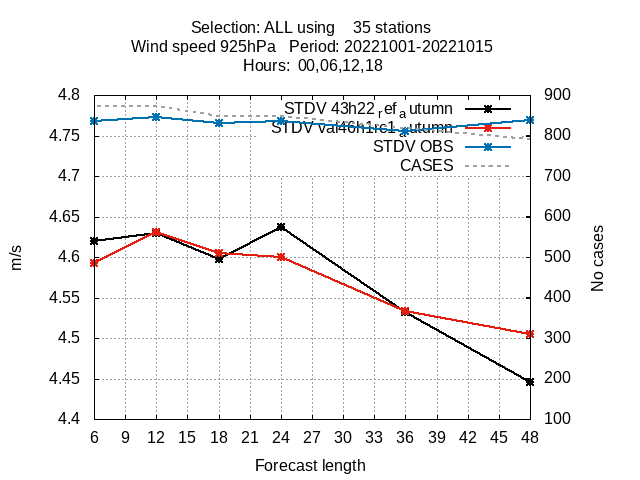 Selection: ALL using    35 stations
Wind speed 925hPa   Period: 20221001-20221015
Hours: 00,06,12,18
4.8
4.75
4.7
4.65
4.6
4.55
4.5
4.45
4.4
m/s
900
800
700
600
500
400
300
200
100
No cases
STDV 43h22_ref_autumn
STDV val46h1rc1_autumn
STDV OBS
CASES
6 9 12 15 18 21 24 27 30 33 36 39 42 45 48
Forecast length